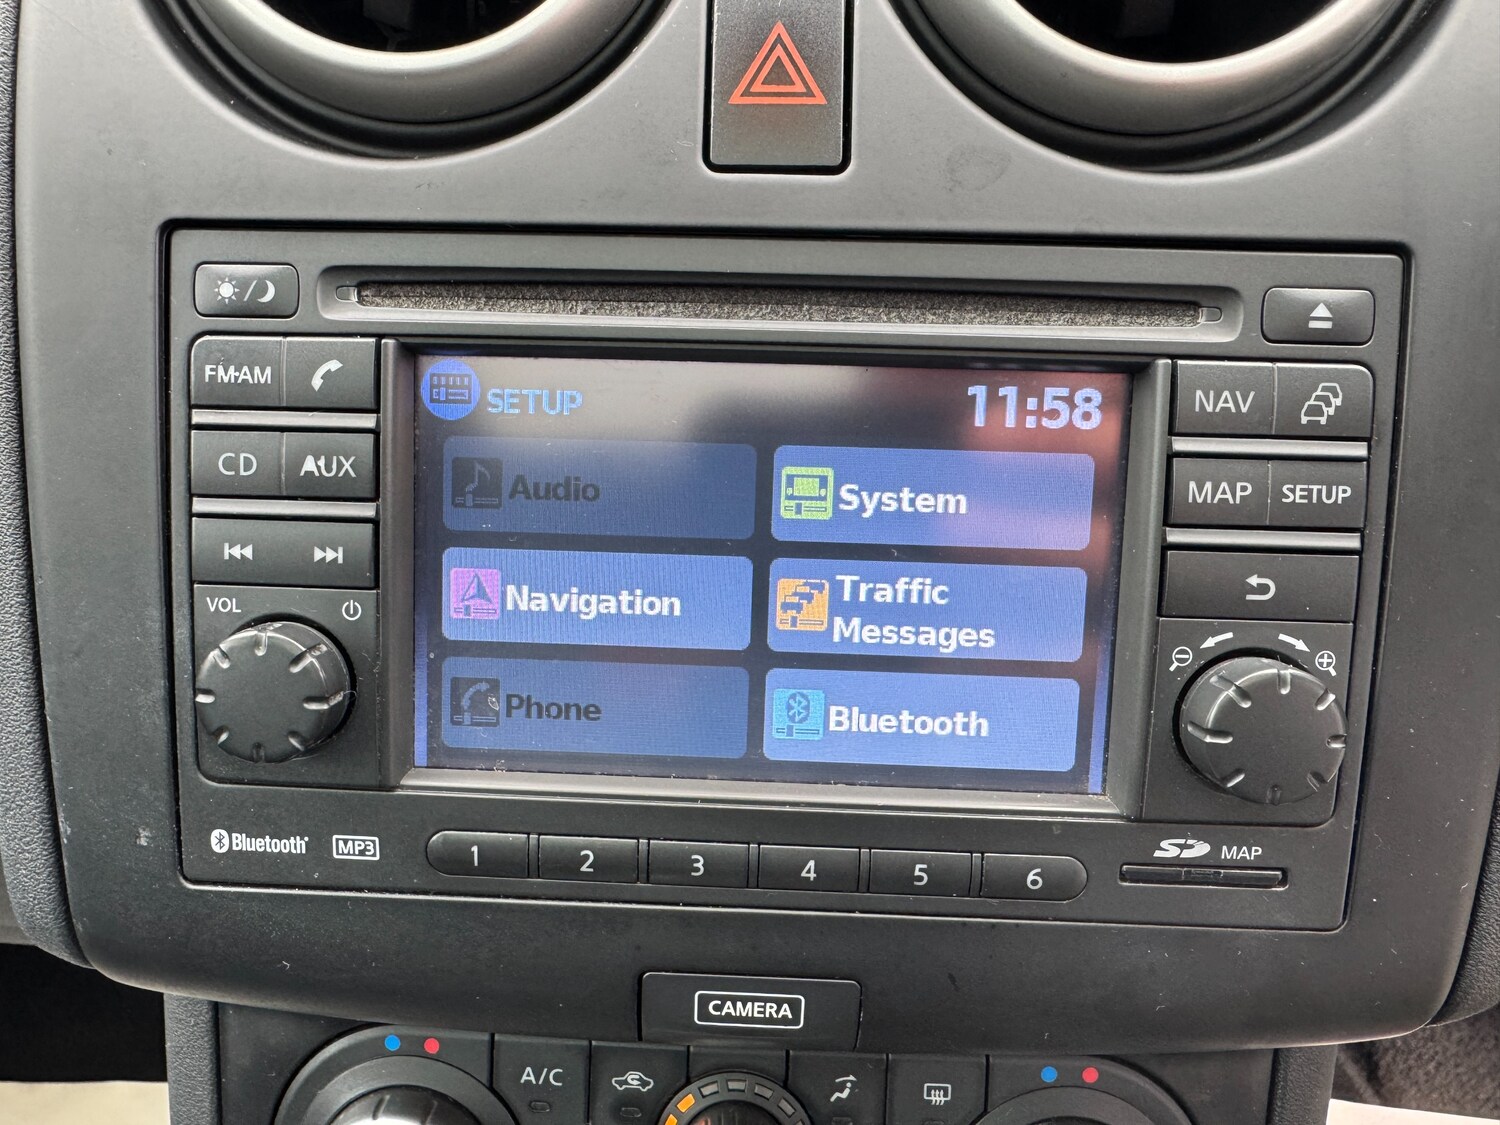 FM·AM
CD
AUX
VOL
SETUP
11:58
Audio
System
Navigation
Traffic
Messages
Phone
Bluetooth
NAV
MAP
SETUP
Bluetooth®
MP3
1 2 3 4 5 6
SD MAP
CAMERA
A/C